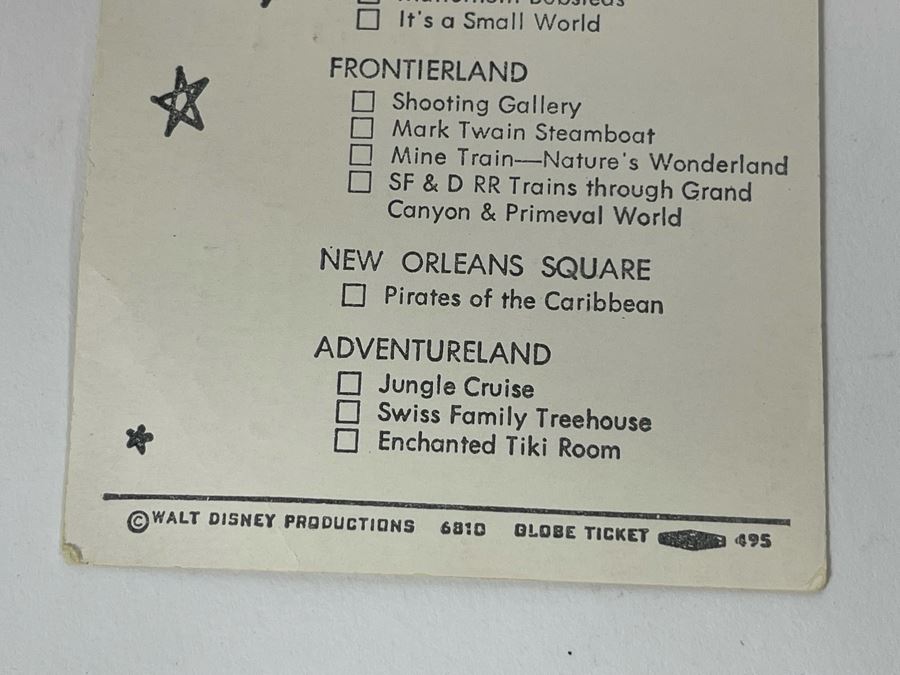 Matterhorn Bobsleds
☐ It's a Small World
FRONTIERLAND
☐ Shooting Gallery
☐ Mark Twain Steamboat
☐ Mine Train—Nature's Wonderland
☐ SF & D RR Trains through Grand
Canyon & Primeval World
NEW ORLEANS SQUARE
☐ Pirates of the Caribbean
ADVENTURELAND
☐ Jungle Cruise
☐ Swiss Family Treehouse
☐ Enchanted Tiki Room
©WALT DISNEY PRODUCTIONS 6810 GLOBE TICKET 495